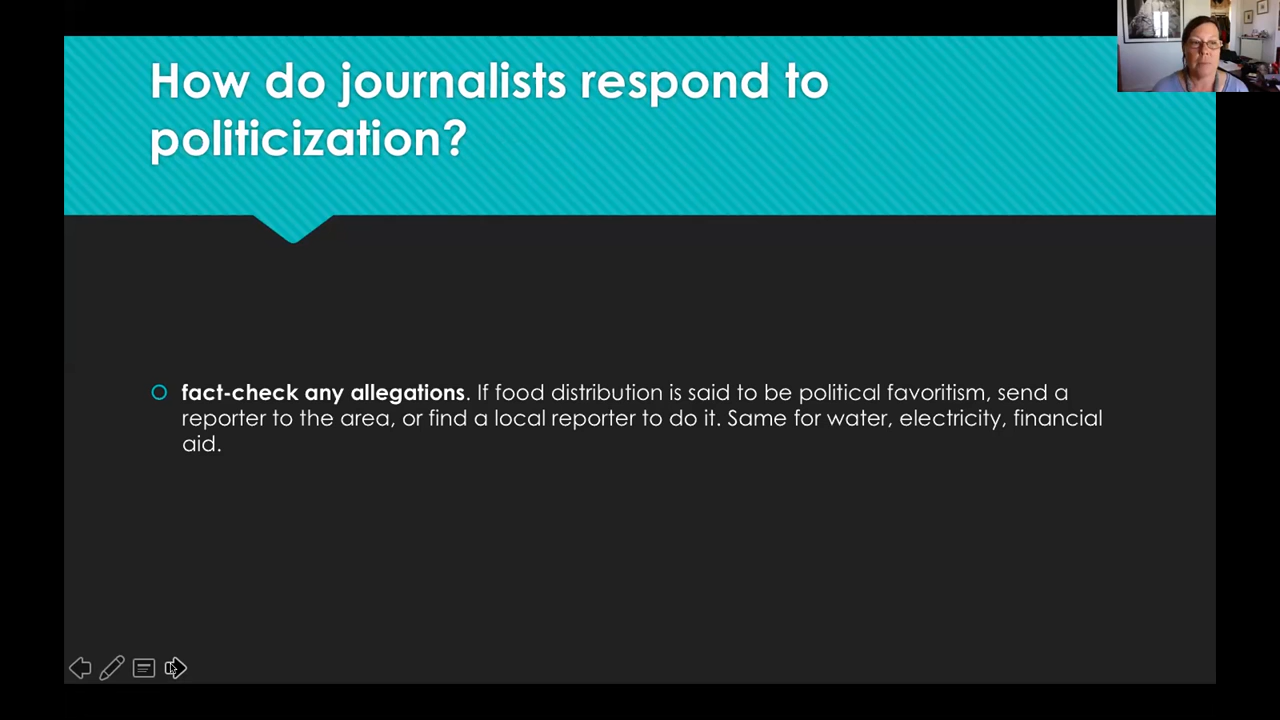 How do journalists respond to
politicization?
fact-check any allegations. If food distribution is said to be political favoritism, send a
reporter to the area, or find a local reporter to do it. Same for water, electricity, financial
aid.